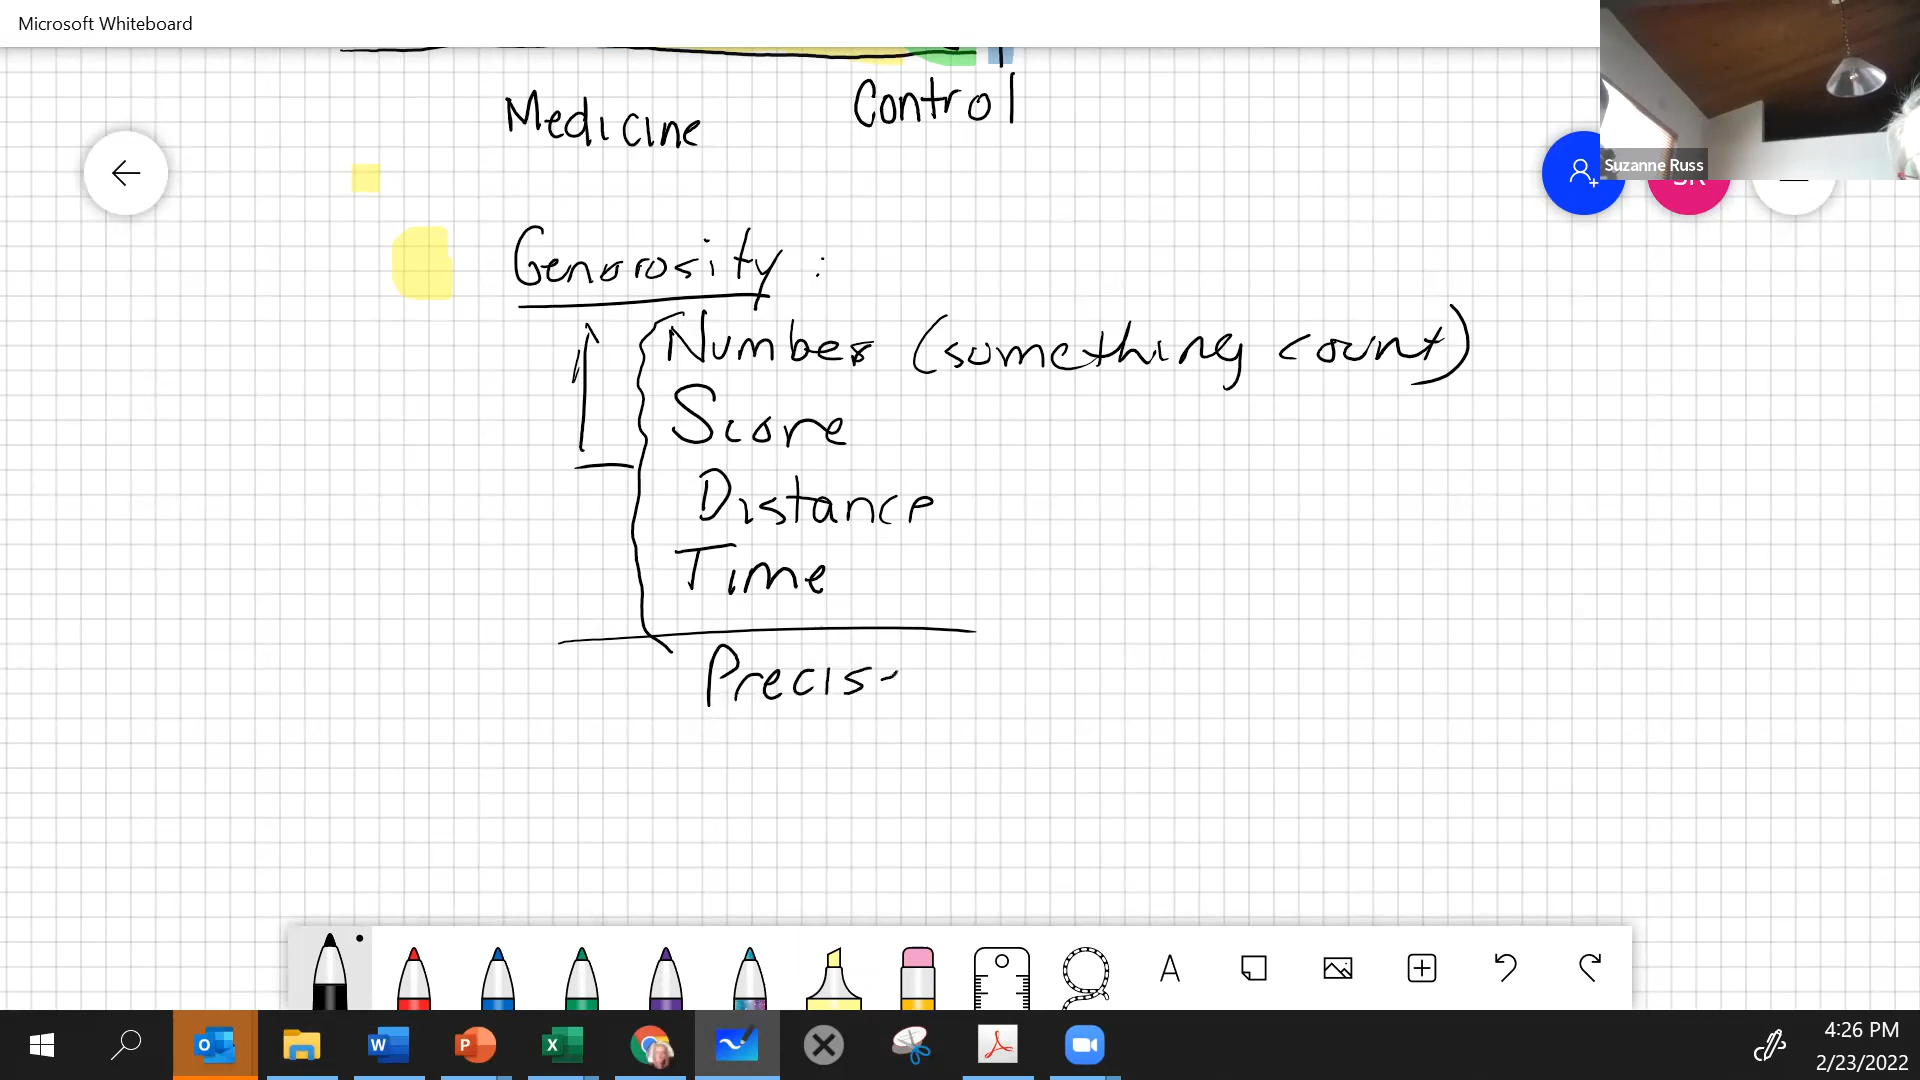 Microsoft Whiteboard
Medicine
Control
Suzanne Russ
SR
Generosity :
Number (something count)
Score
Distance
Time
Precis-
A
4:26 PM
2/23/2022